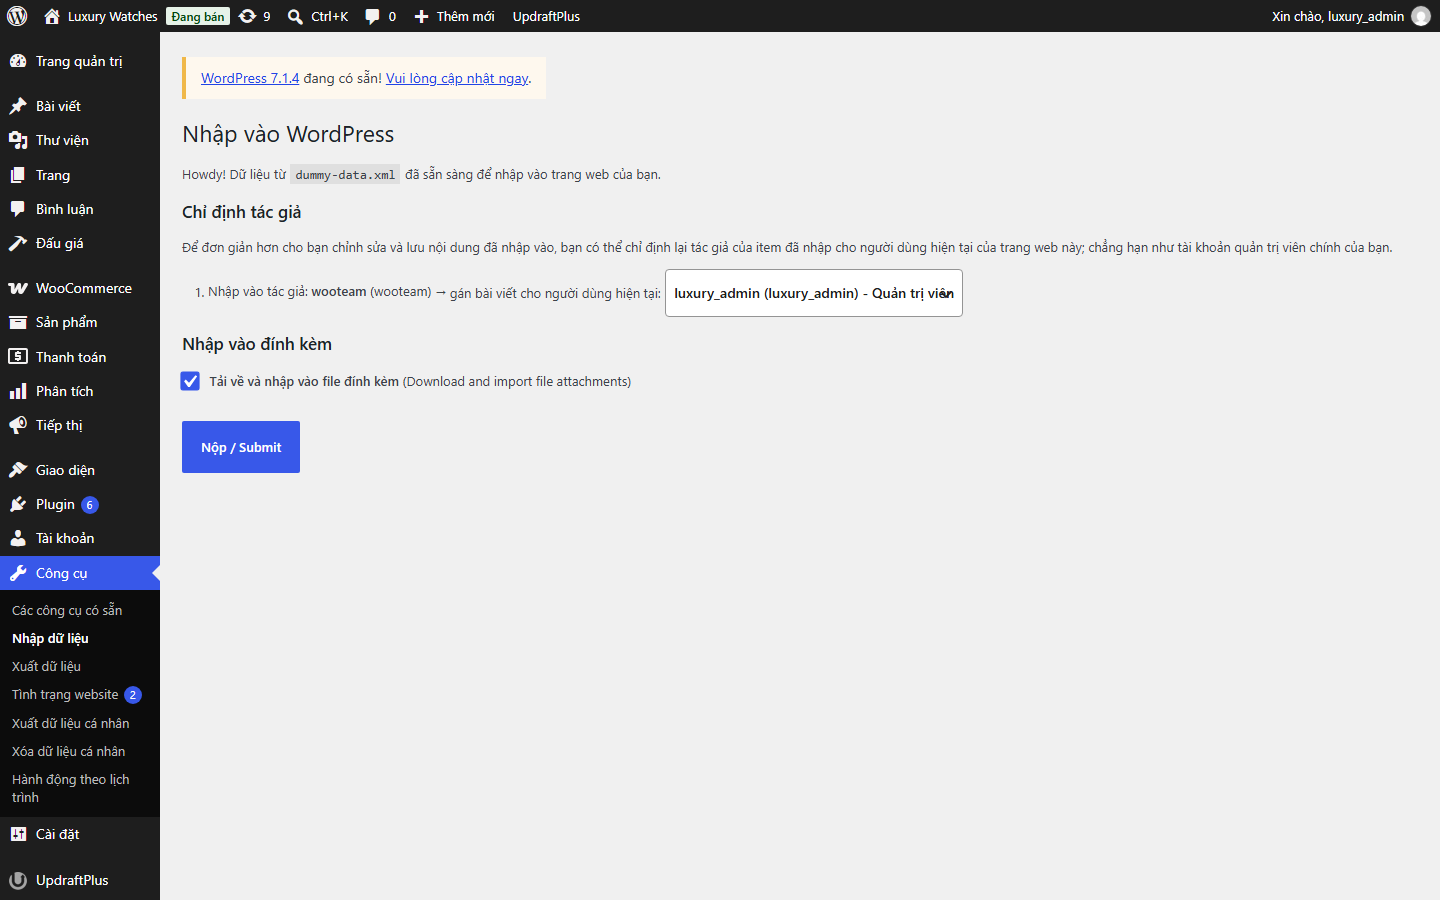 Luxury Watches Đang bán 9 Ctrl+K 0 Thêm mới UpdraftPlus Xin chào, luxury_admin
Trang quản trị
Bài viết
Thư viện
Trang
Bình luận
Đấu giá
WooCommerce
Sản phẩm
Thanh toán
Phân tích
Tiếp thị
Giao diện
Plugin 6
Tài khoản
Công cụ
Các công cụ có sẵn
Nhập dữ liệu
Xuất dữ liệu
Tình trạng website 2
Xuất dữ liệu cá nhân
Xóa dữ liệu cá nhân
Hành động theo lịch
trình
Cài đặt
UpdraftPlus
WordPress 7.1.4 đang có sẵn! Vui lòng cập nhật ngay.
Nhập vào WordPress
Howdy! Dữ liệu từ dummy-data.xml đã sẵn sàng để nhập vào trang web của bạn.
Chỉ định tác giả
Để đơn giản hơn cho bạn chỉnh sửa và lưu nội dung đã nhập vào, bạn có thể chỉ định lại tác giả của item đã nhập cho người dùng hiện tại của trang web này; chẳng hạn như tài khoản quản trị viên chính của bạn.
1. Nhập vào tác giả: wooteam (wooteam) → gán bài viết cho người dùng hiện tại: luxury_admin (luxury_admin) - Quản trị viên
Nhập vào đính kèm
Tải về và nhập vào file đính kèm (Download and import file attachments)
Nộp / Submit